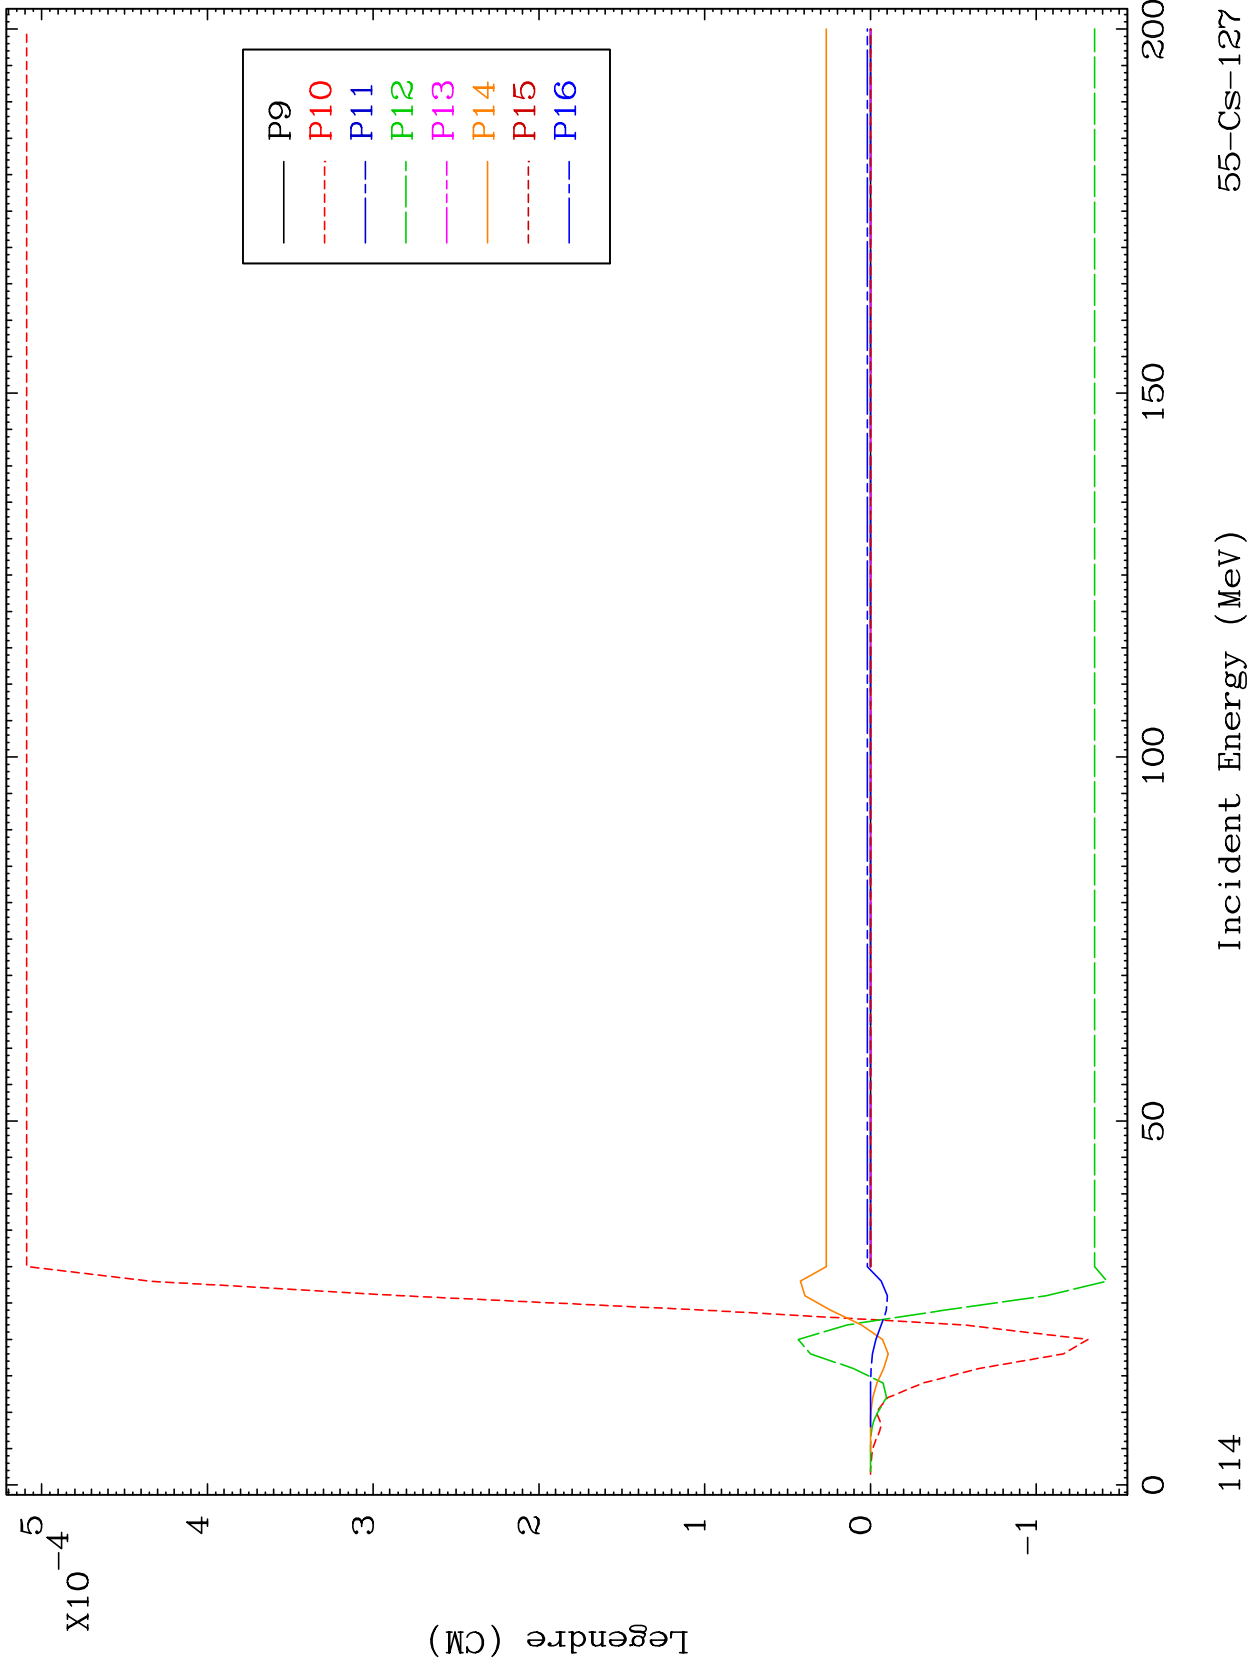 X10
-4
5
4
3
2
1
0
-1
Legendre (CM)
P9
P10
P11
P12
P13
P14
P15
P16
0
50
100
150
200
Incident Energy (MeV)
114
55-Cs-127